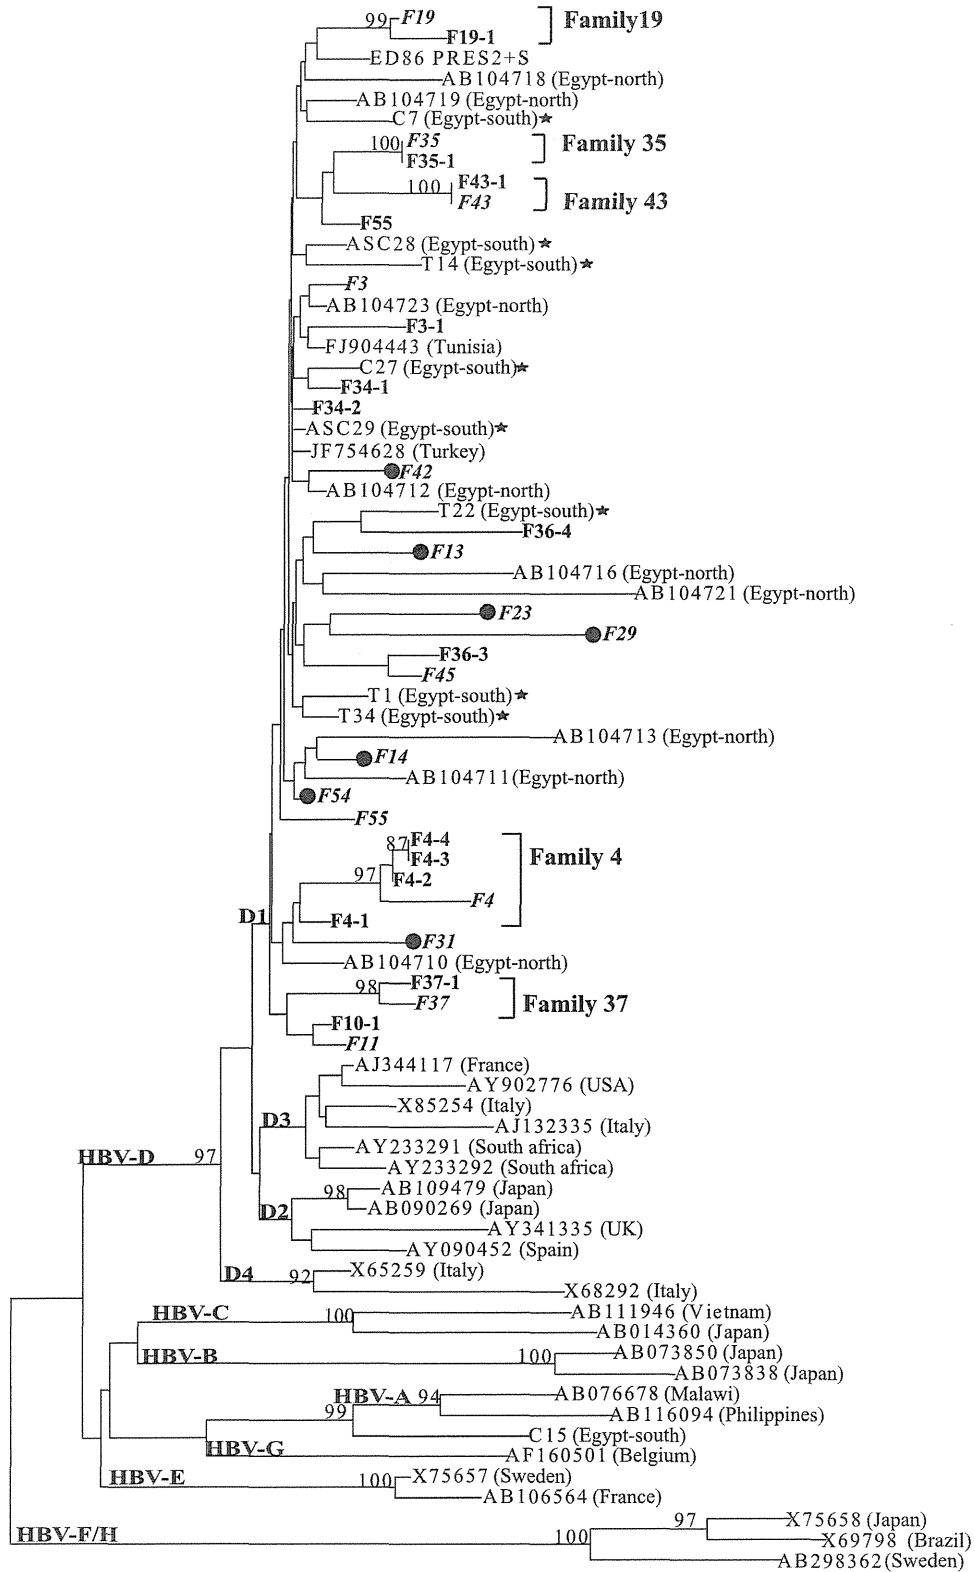 99 F19
Family19
F19-1
ED86 PRES2+S
AB104718 (Egypt-north)
AB104719 (Egypt-north)
C7 (Egypt-south)★
100 F35
Family 35
F35-1
F43-1
100
Family 43
F43
F55
ASC28 (Egypt-south)★
T14 (Egypt-south)★
F3
AB104723 (Egypt-north)
F3-1
FJ904443 (Tunisia)
C27 (Egypt-south)★
F34-1
F34-2
ASC29 (Egypt-south)★
JF754628 (Turkey)
F42
AB104712 (Egypt-north)
T22 (Egypt-south)★
F36-4
F13
AB104716 (Egypt-north)
AB104721 (Egypt-north)
F23
F29
F36-3
F45
T1 (Egypt-south)★
T34 (Egypt-south)★
AB104713 (Egypt-north)
F14
AB104711(Egypt-north)
F54
F55
87 F4-4
F4-3
Family 4
97 F4-2
F4
D1 F4-1
F31
AB104710 (Egypt-north)
98 F37-1
F37
Family 37
F10-1
F11
AJ344117 (France)
AY902776 (USA)
X85254 (Italy)
D3
AJ132335 (Italy)
AY233291 (South africa)
HBV-D 97
AY233292 (South africa)
98 AB109479 (Japan)
AB090269 (Japan)
D2
AY341335 (UK)
AY090452 (Spain)
X65259 (Italy)
D4 92
X68292 (Italy)
HBV-C 100 AB111946 (Vietnam)
AB014360 (Japan)
HBV-B 100 AB073850 (Japan)
AB073838 (Japan)
HBV-A 94 AB076678 (Malawi)
99 AB116094 (Philippines)
C15 (Egypt-south)
HBV-G AF160501 (Belgium)
HBV-E 100 X75657 (Sweden)
AB106564 (France)
97 X75658 (Japan)
HBV-F/H 100 X69798 (Brazil)
AB298362(Sweden)